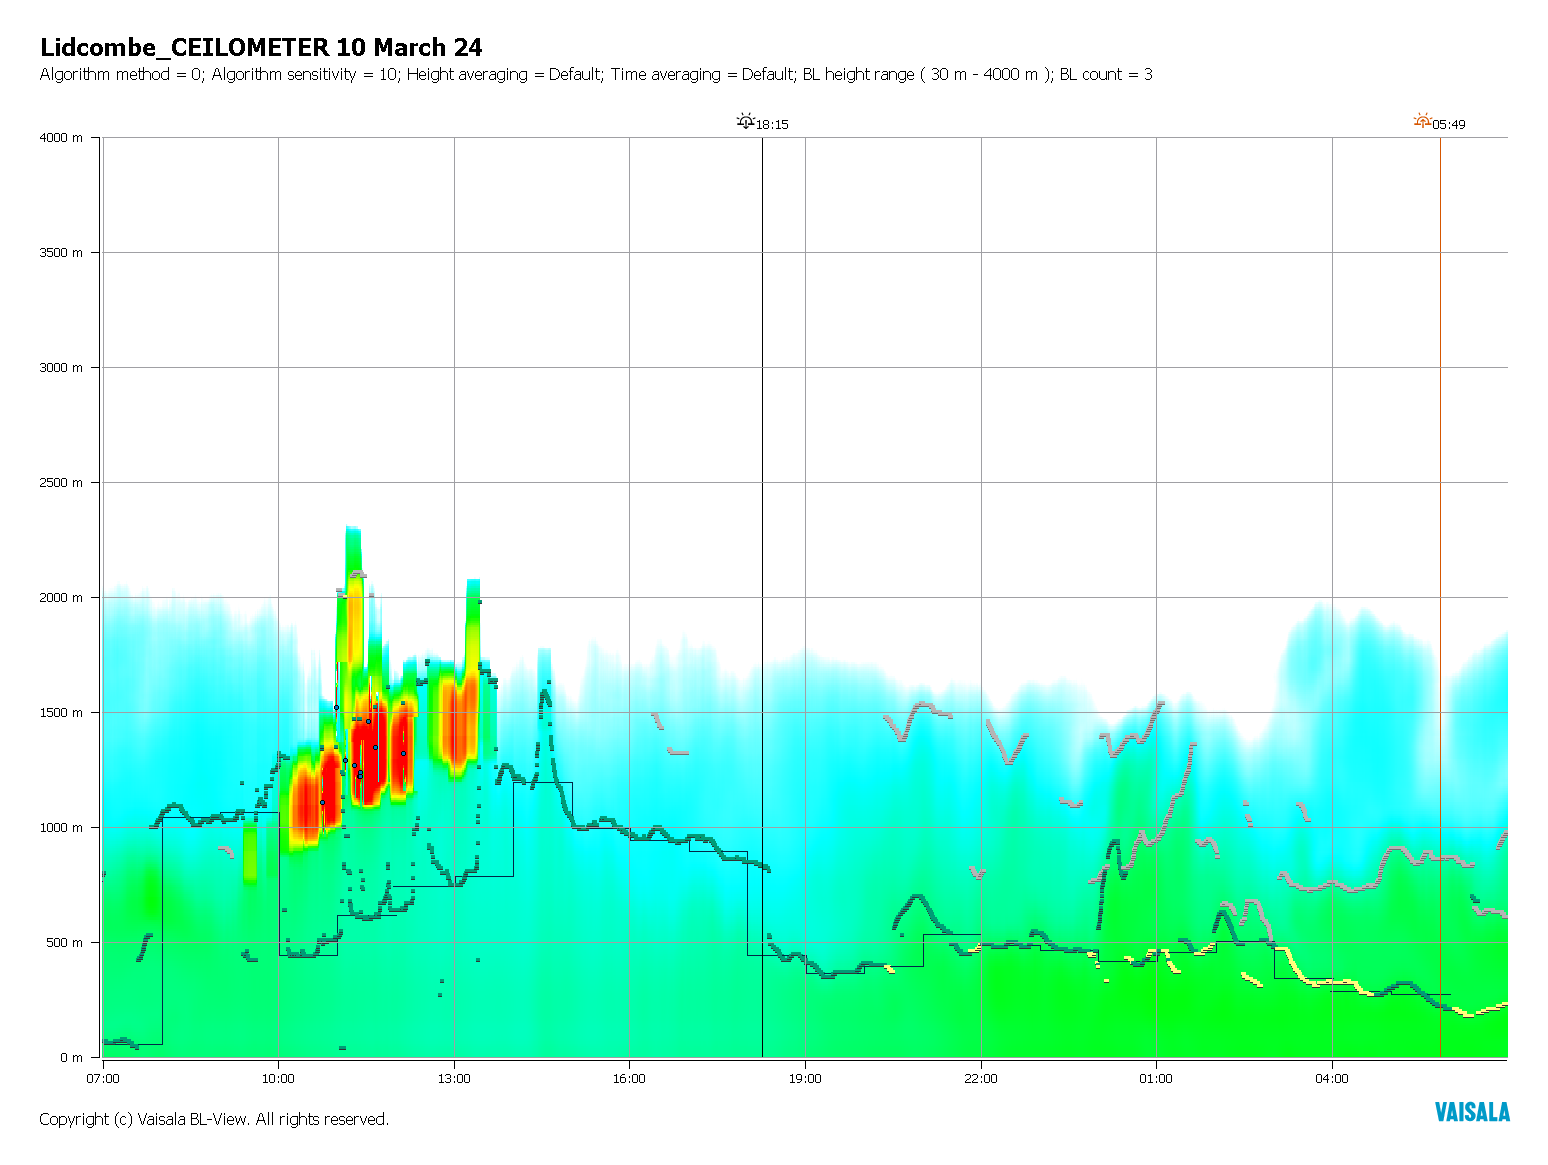 Lidcombe_CEILOMETER 10 March 24
Algorithm method = 0; Algorithm sensitivity = 10; Height averaging = Default; Time averaging = Default; BL height range ( 30 m - 4000 m ); BL count = 3
18:15
05:49
4000 m
3500 m
3000 m
2500 m
2000 m
1500 m
1000 m
500 m
0 m
07:00
10:00
13:00
16:00
19:00
22:00
01:00
04:00
Copyright (c) Vaisala BL-View. All rights reserved.
VAISALA